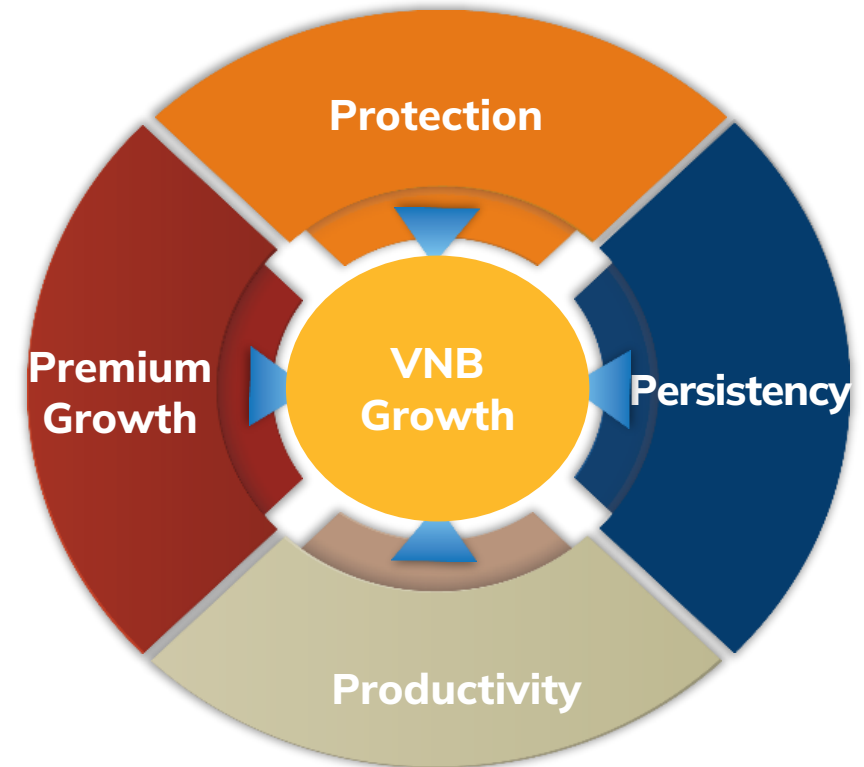 Protection
Premium
Growth
VNB
Growth
Persistency
Productivity